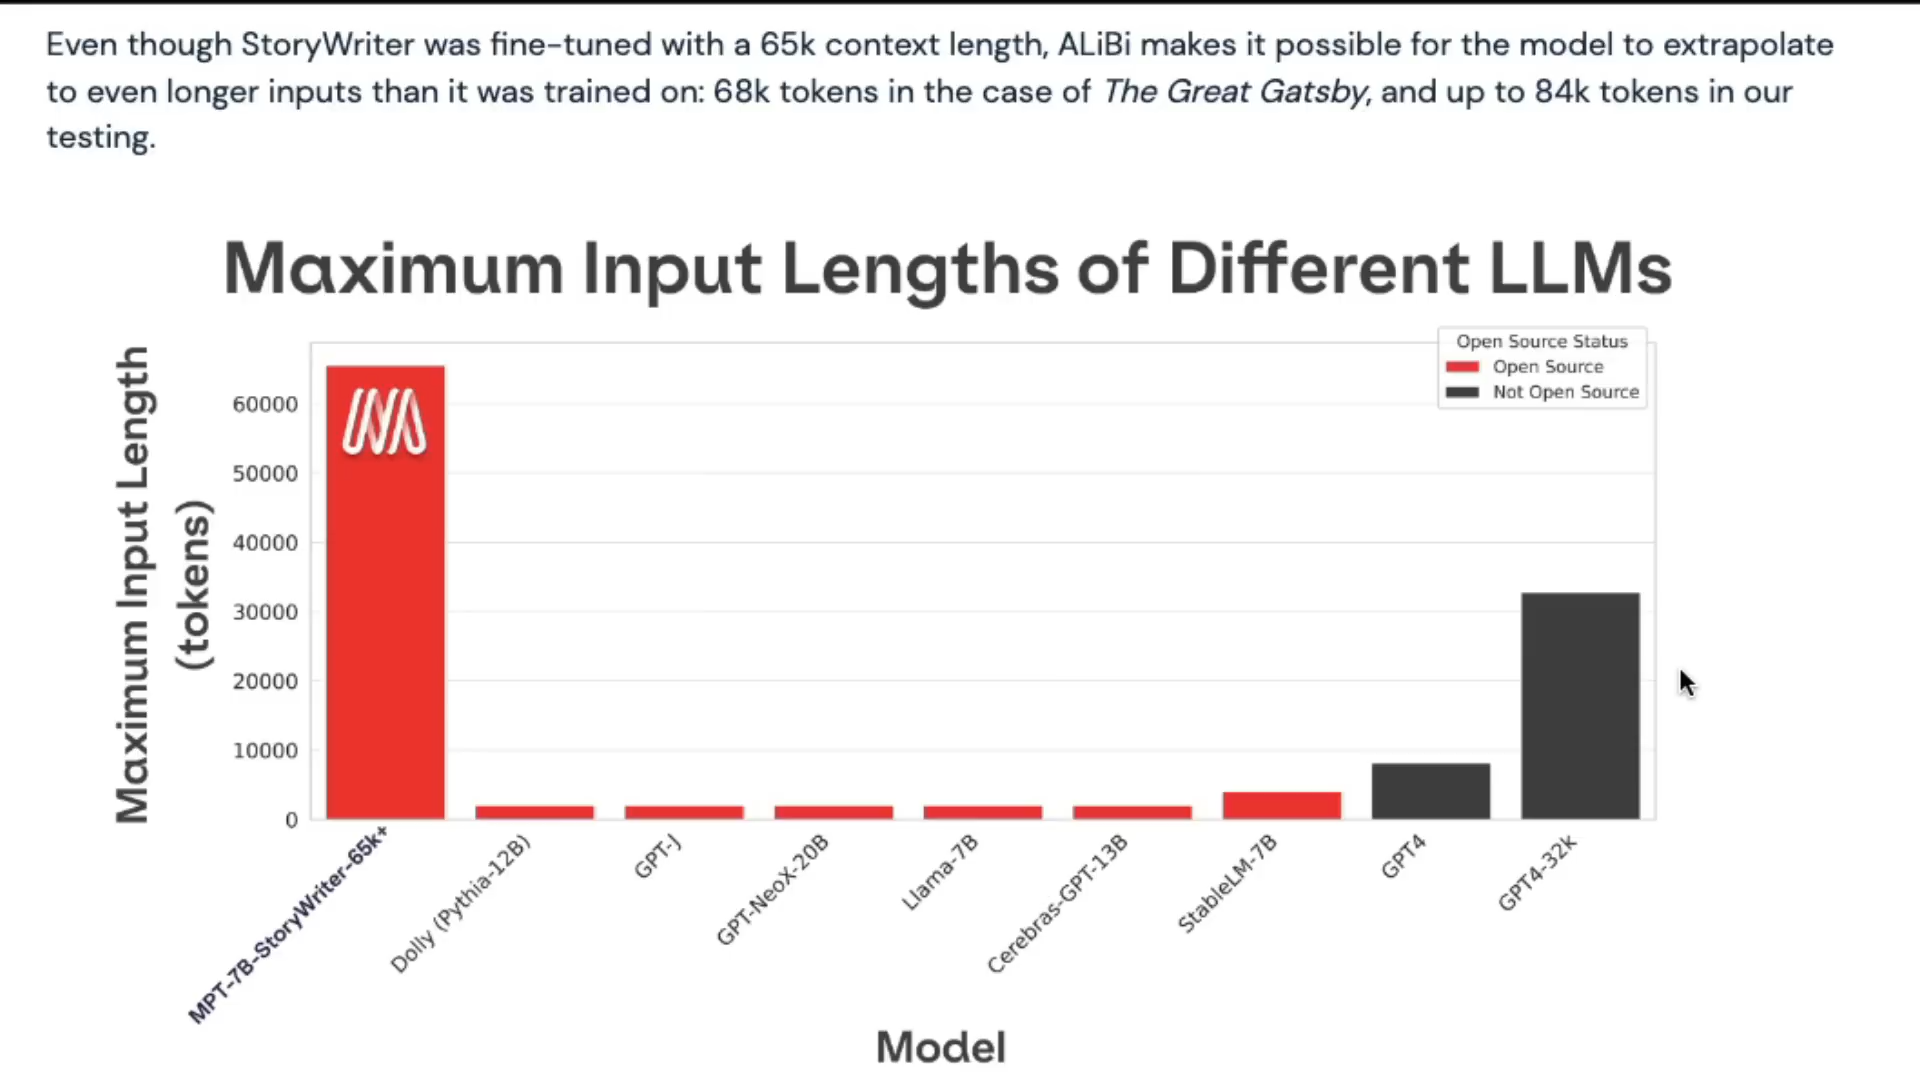 Even though StoryWriter was fine-tuned with a 65k context length, ALiBi makes it possible for the model to extrapolate
to even longer inputs than it was trained on: 68k tokens in the case of The Great Gatsby, and up to 84k tokens in our
testing.
Maximum Input Lengths of Different LLMs
Open Source Status
Open Source
Not Open Source
Maximum Input Length
(tokens)
60000
50000
40000
30000
20000
10000
0
MPT-7B-StoryWriter-65k+
Dolly (Pythia-12B)
GPT-J
GPT-NeoX-20B
Llama-7B
Cerebras-GPT-13B
StableLM-7B
GPT4
GPT4-32k
Model